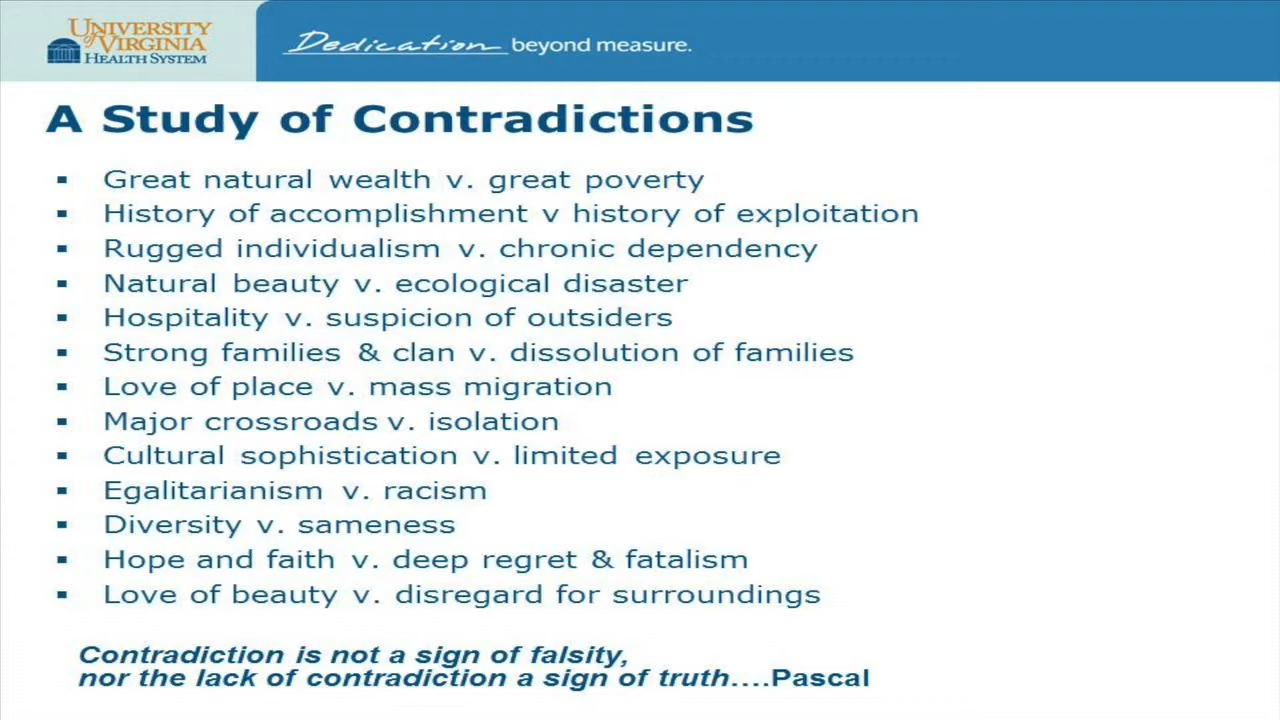 UNIVERSITY
of VIRGINIA
HEALTH SYSTEM
Dedication beyond measure.
A Study of Contradictions
▪ Great natural wealth v. great poverty
▪ History of accomplishment v history of exploitation
▪ Rugged individualism v. chronic dependency
▪ Natural beauty v. ecological disaster
▪ Hospitality v. suspicion of outsiders
▪ Strong families & clan v. dissolution of families
▪ Love of place v. mass migration
▪ Major crossroads v. isolation
▪ Cultural sophistication v. limited exposure
▪ Egalitarianism v. racism
▪ Diversity v. sameness
▪ Hope and faith v. deep regret & fatalism
▪ Love of beauty v. disregard for surroundings
Contradiction is not a sign of falsity,
nor the lack of contradiction a sign of truth….Pascal